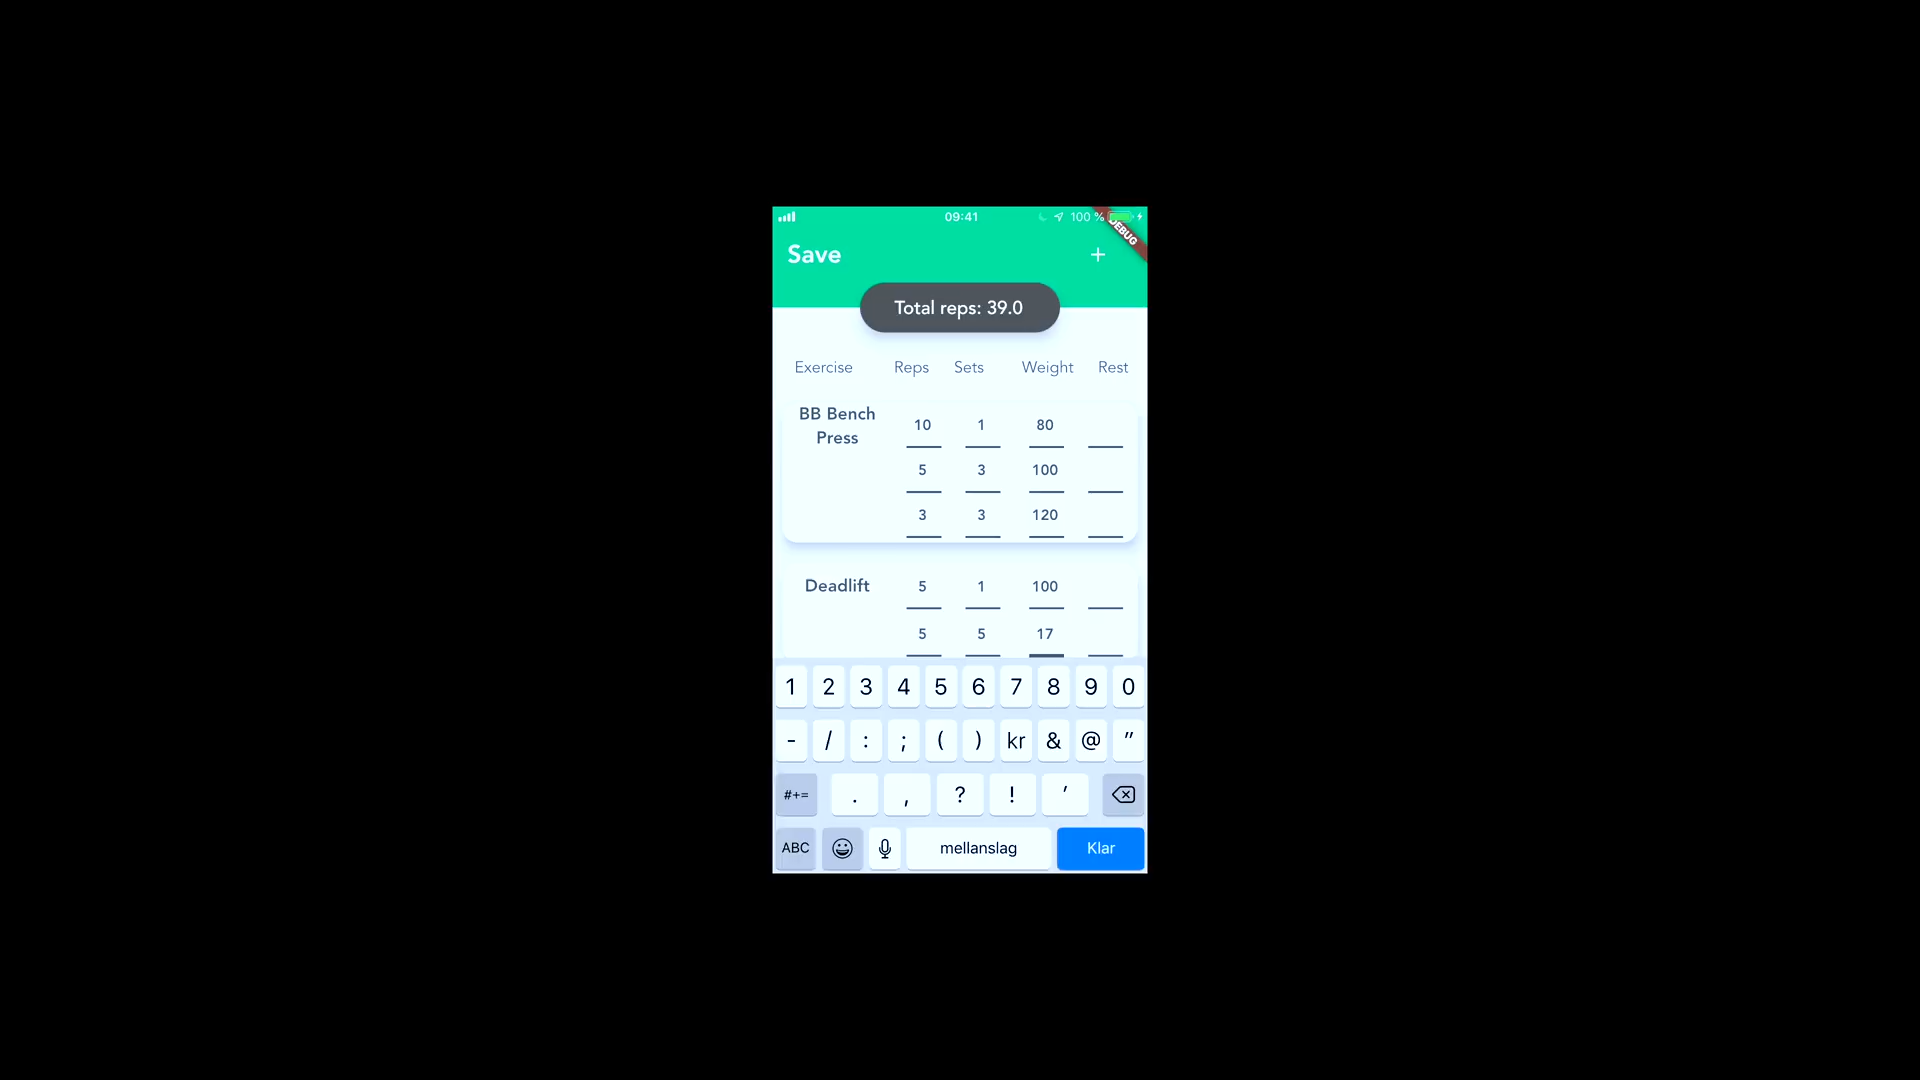 09:41 100 %
DEBUG
Save +
Total reps: 39.0
Exercise Reps Sets Weight Rest
BB Bench
Press
10 1 80
5 3 100
3 3 120
Deadlift 5 1 100
5 5 17
1 2 3 4 5 6 7 8 9 0
- / : ; ( ) kr & @ ”
#+= . , ? ! ’
ABC mellanslag Klar